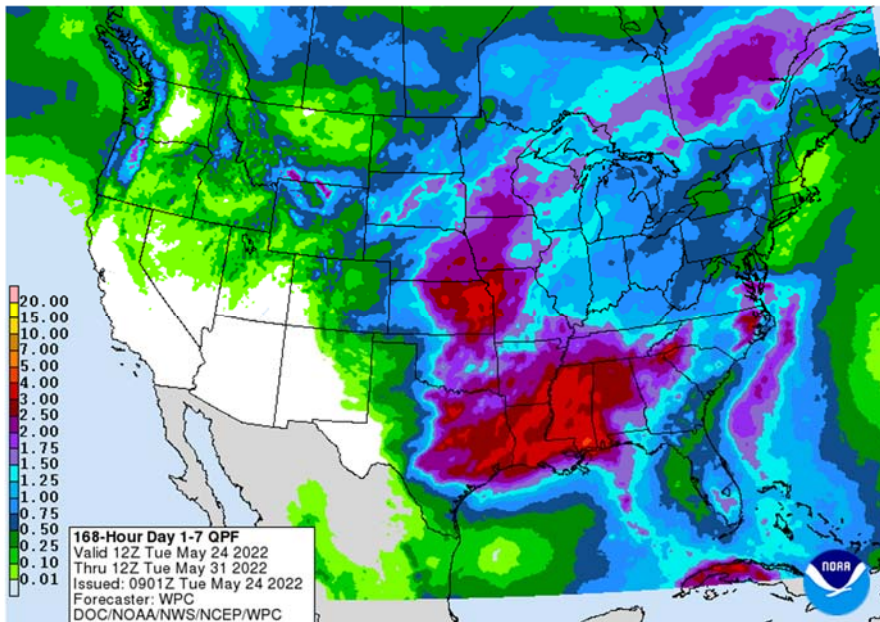 20.00
15.00
10.00
7.00
5.00
4.00
3.00
2.50
2.00
1.75
1.50
1.25
1.00
0.75
0.50
0.25
0.10
0.01
168-Hour Day 1-7 QPF
Valid 12Z Tue May 24 2022
Thru 12Z Tue May 31 2022
Issued: 0901Z Tue May 24 2022
Forecaster: WPC
DOC/NOAA/NWS/NCEP/WPC
NOAA